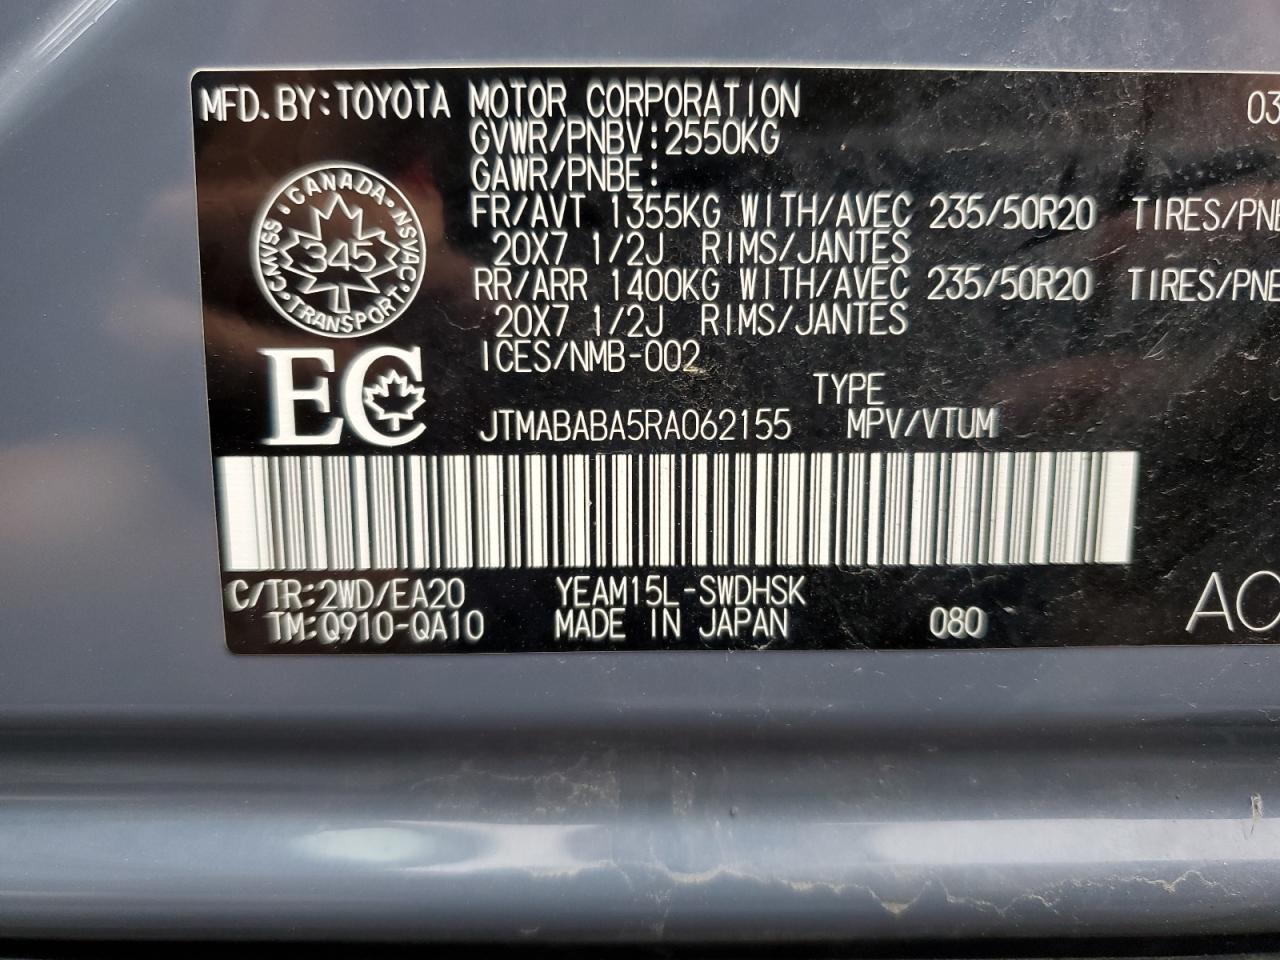 MFD. BY: TOYOTA MOTOR CORPORATION 03
GVWR/PNBV: 2550KG
GAWR/PNBE:
FR/AVT 1355KG WITH/AVEC 235/50R20 TIRES/PNE
20X7 1/2J RIMS/JANTES
RR/ARR 1400KG WITH/AVEC 235/50R20 TIRES/PNE
20X7 1/2J RIMS/JANTES
ICES/NMB-002
CANADA · NSVAC · TRANSPORT · CMVSS
345
EC
TYPE
JTMABABA5RA062155 MPV/VTUM
C/TR: 2WD/EA20 YEAM15L-SWDHSK
TM: Q910-QA10 MADE IN JAPAN 080 AC